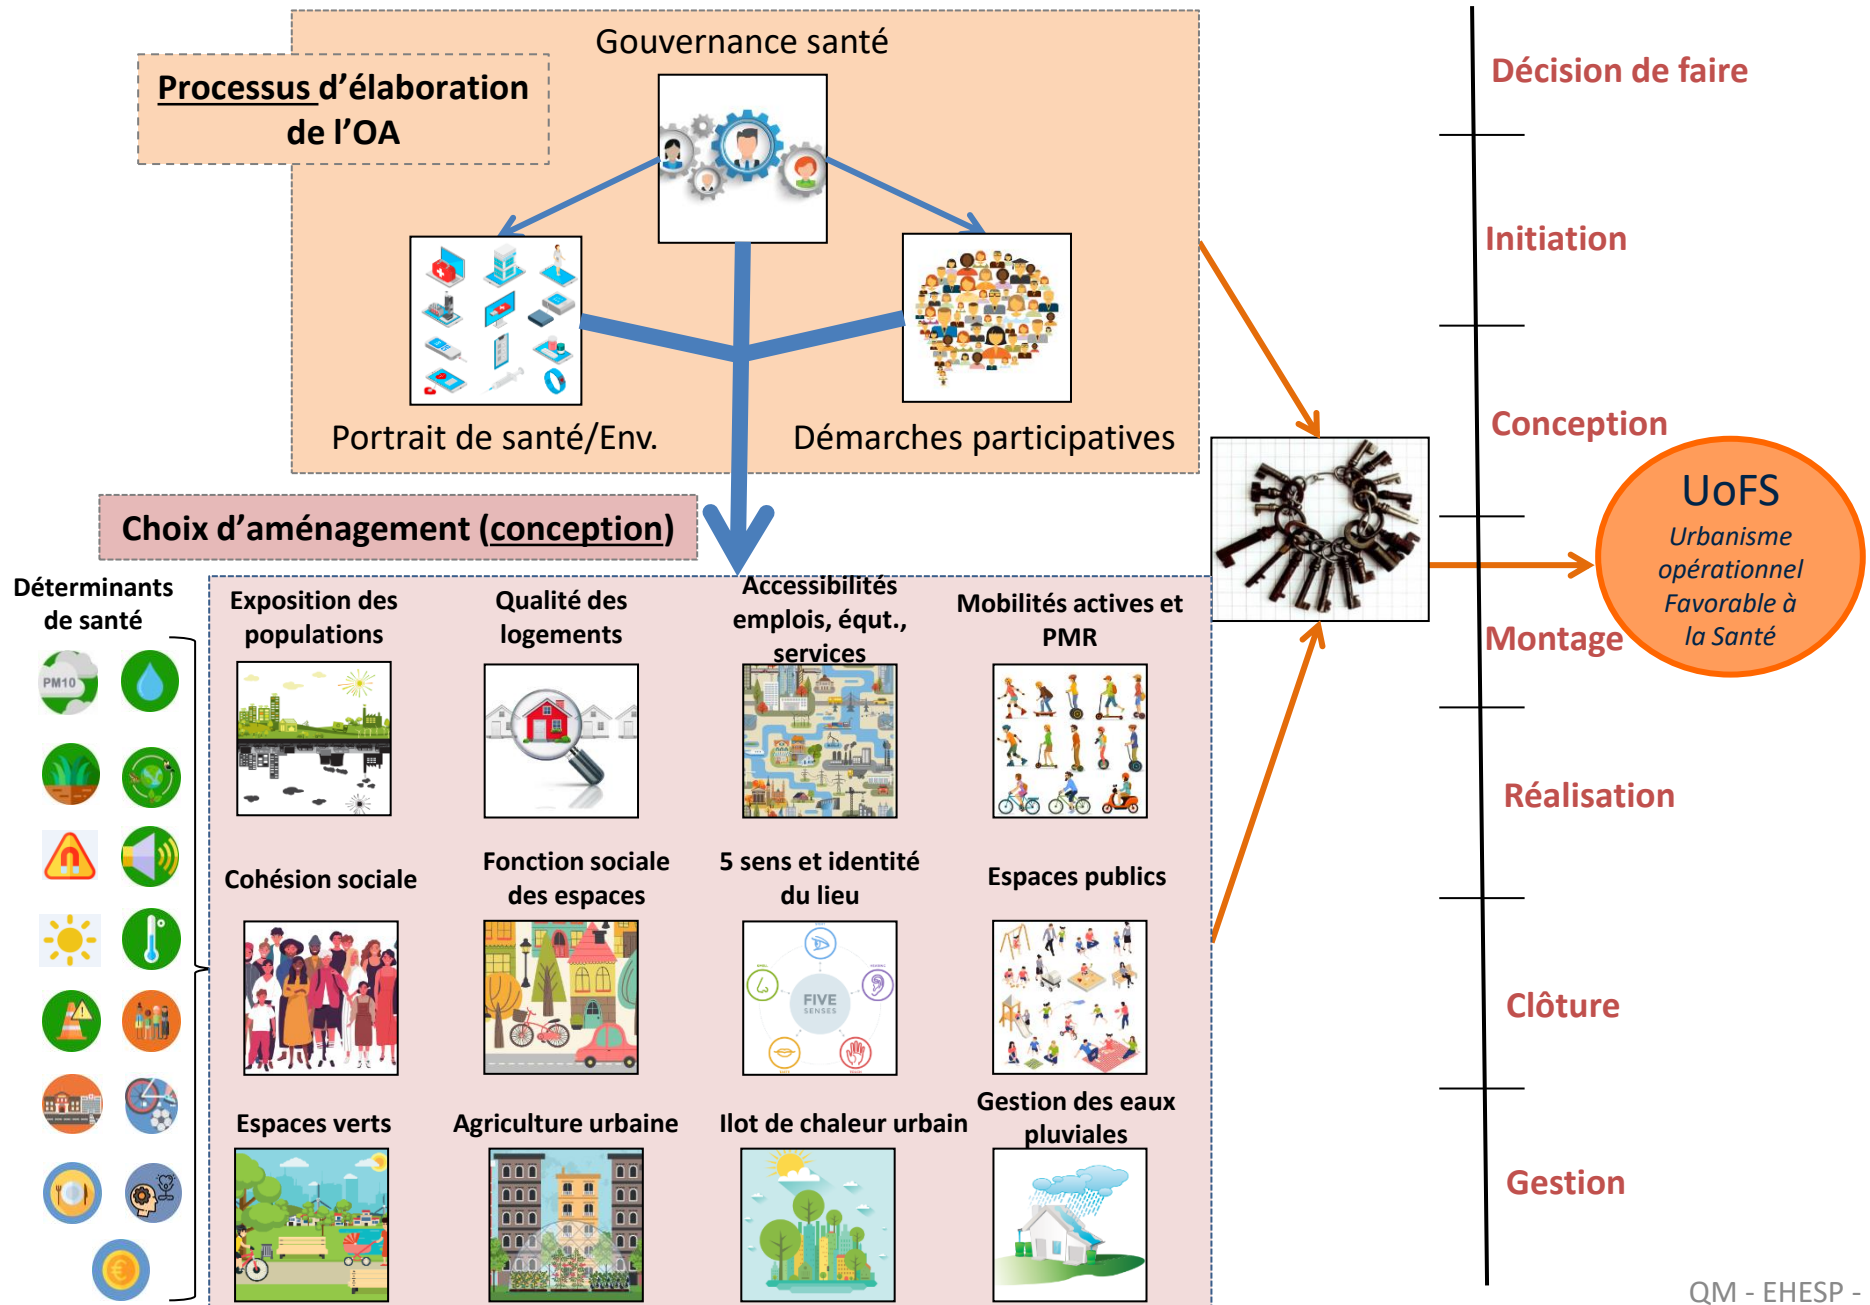 Gouvernance santé
Processus d'élaboration
de l'OA
Portrait de santé/Env.
Démarches participatives
Choix d'aménagement (conception)
Déterminants
de santé
PM10
Exposition des
populations
Qualité des
logements
Accessibilités
emplois, équt.,
services
Mobilités actives et
PMR
Cohésion sociale
Fonction sociale
des espaces
5 sens et identité
du lieu
FIVE
SENSES
Espaces publics
Espaces verts
Agriculture urbaine
Ilot de chaleur urbain
Gestion des eaux
pluviales
Décision de faire
Initiation
Conception
UoFS
Urbanisme
opérationnel
Favorable à
la Santé
Montage
Réalisation
Clôture
Gestion
QM - EHESP -